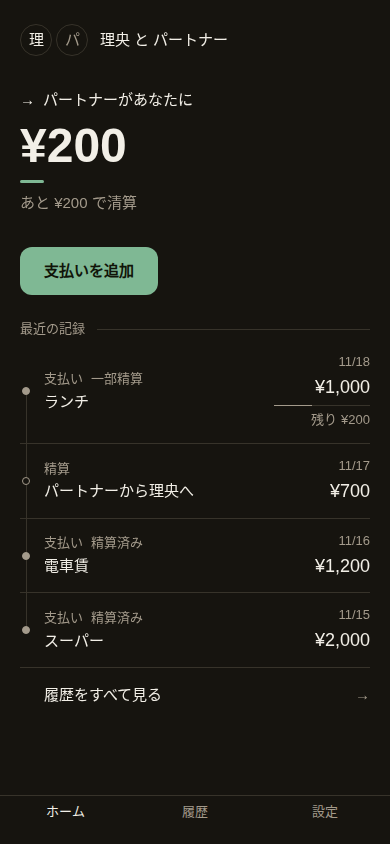 理 パ 理央 と パートナー
→ パートナーがあなたに
¥200
あと ¥200 で清算
支払いを追加
最近の記録
11/18
支払い 一部精算
¥1,000
ランチ
残り ¥200
精算
11/17
パートナーから理央へ
¥700
支払い 精算済み
11/16
電車賃
¥1,200
支払い 精算済み
11/15
スーパー
¥2,000
履歴をすべて見る →
ホーム 履歴 設定